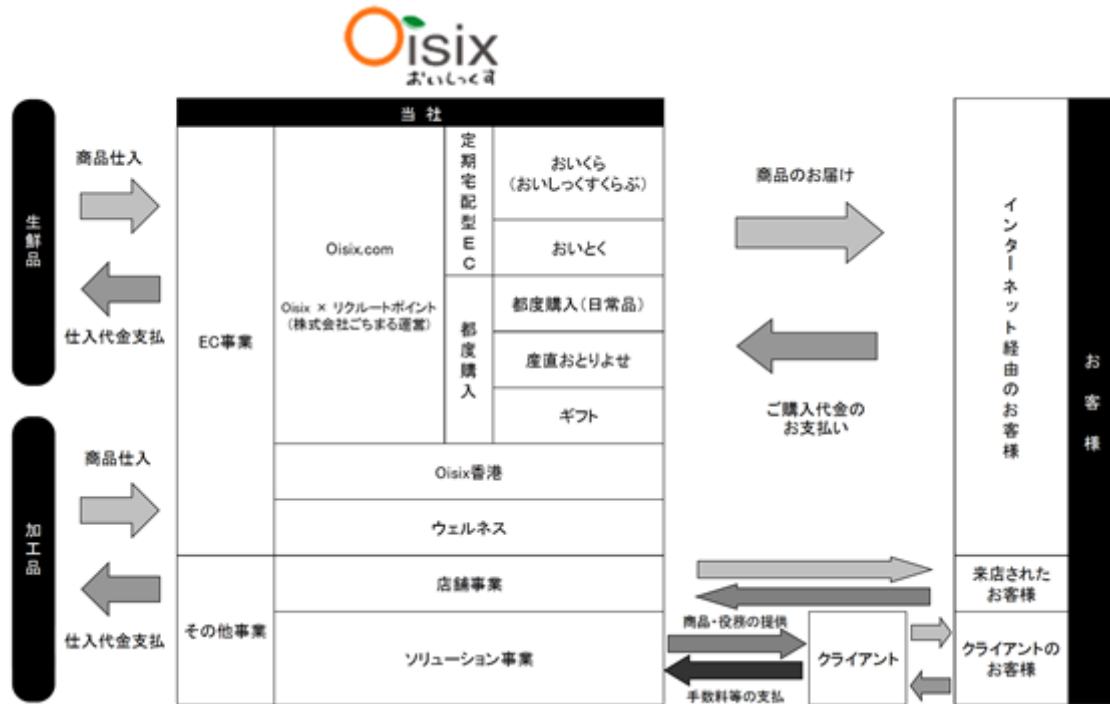 Oisix
おいしっくす
当 社
生鮮品
商品仕入
仕入代金支払
加工品
商品仕入
仕入代金支払
EC事業
Oisix.com
Oisix × リクルートポイント
(株式会社ごちまる運営)
定期宅配型EC
おいくら
(おいしっくすくらぶ)
おいとく
都度購入
都度購入(日常品)
産直おとりよせ
ギフト
Oisix香港
ウェルネス
その他事業
店舗事業
ソリューション事業
商品のお届け
ご購入代金の
お支払い
商品・役務の提供
手数料等の支払
クライアント
インターネット経由のお客様
来店された
お客様
クライアントの
お客様
お客様